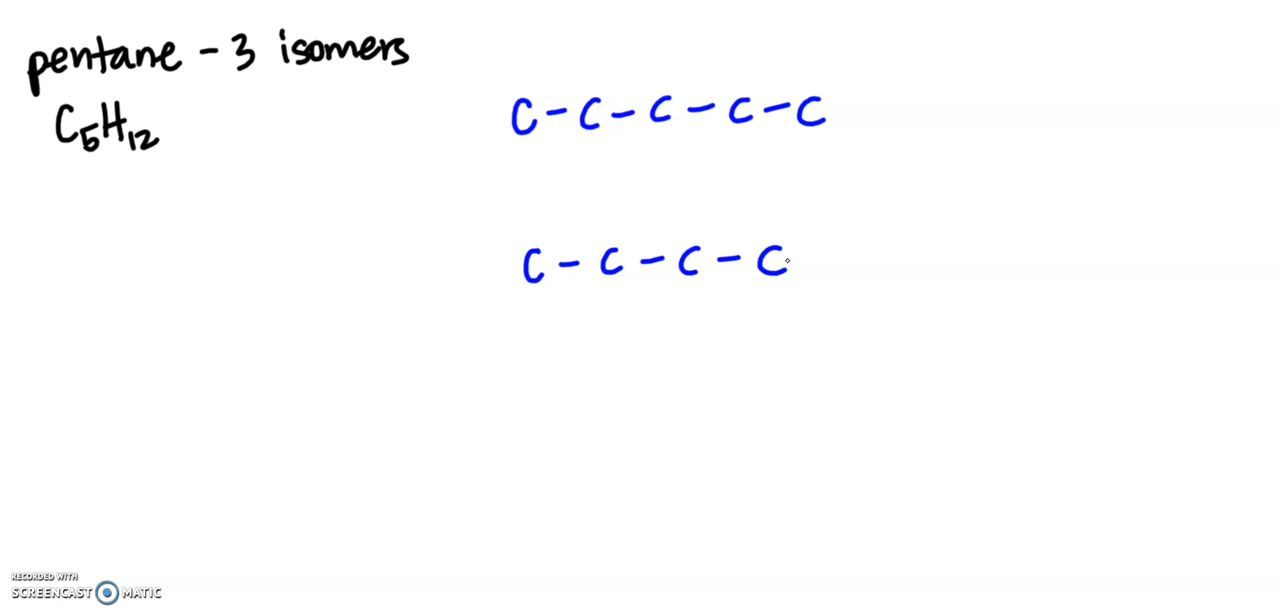 pentane - 3 isomers
C₅H₁₂
C - C - C - C - C
C - C - C - C
RECORDED WITH
SCREENCAST MATIC